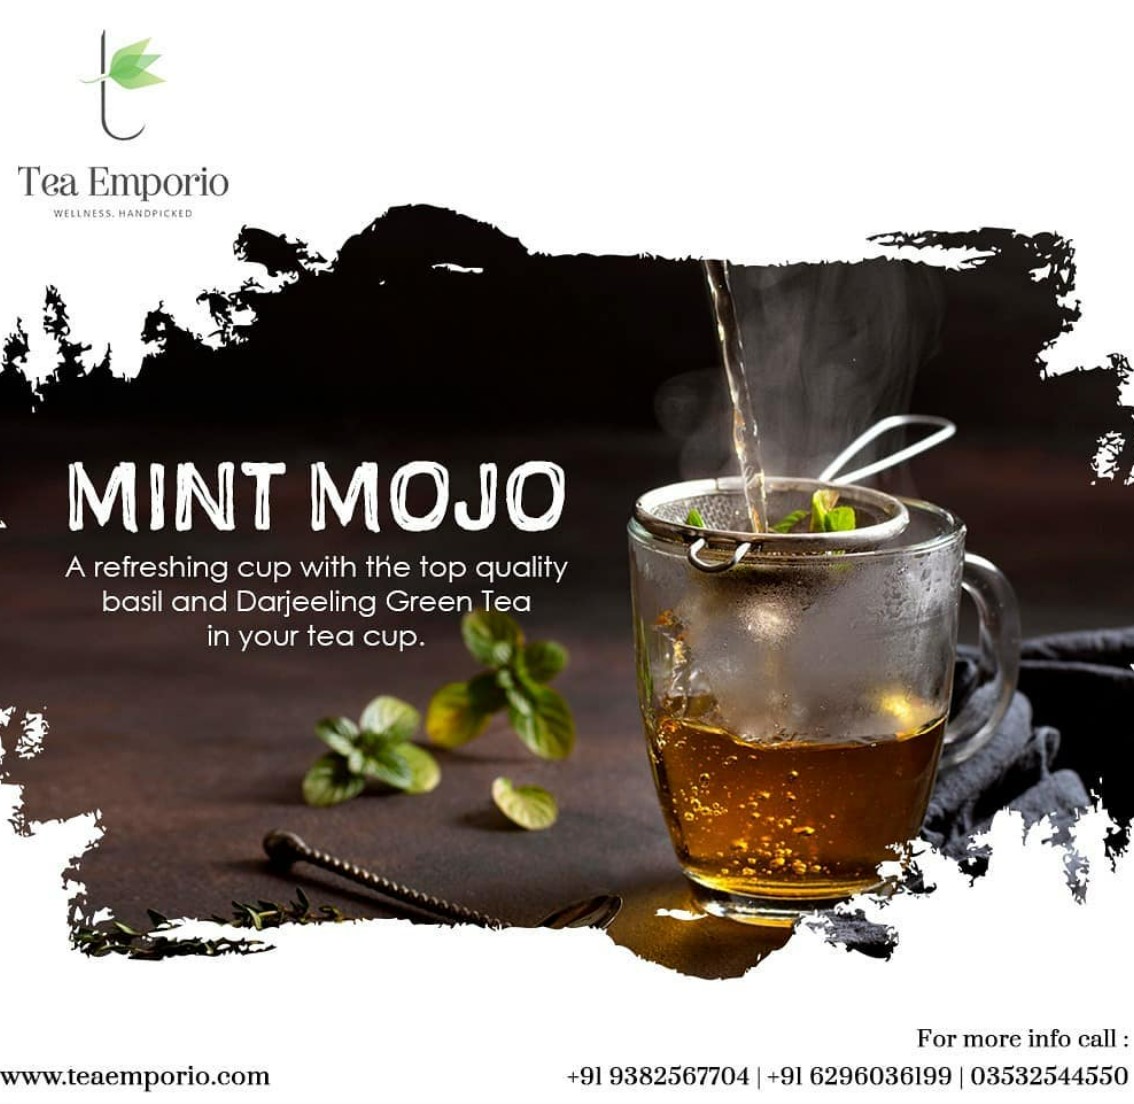 Tea Emporio
WELLNESS. HANDPICKED
MINT MOJO
A refreshing cup with the top quality
basil and Darjeeling Green Tea
in your tea cup.
For more info call :
www.teaemporio.com
+91 9382567704 | +91 6296036199 | 03532544550